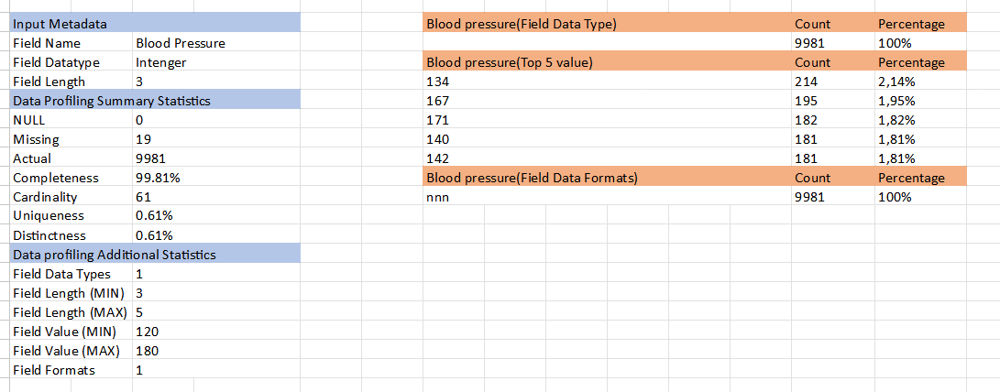 Input Metadata
Field Name Blood Pressure
Field Datatype Intenger
Field Length 3
Data Profiling Summary Statistics
NULL 0
Missing 19
Actual 9981
Completeness 99.81%
Cardinality 61
Uniqueness 0.61%
Distinctness 0.61%
Data profiling Additional Statistics
Field Data Types 1
Field Length (MIN) 3
Field Length (MAX) 5
Field Value (MIN) 120
Field Value (MAX) 180
Field Formats 1
Blood pressure(Field Data Type) Count Percentage
9981 100%
Blood pressure(Top 5 value) Count Percentage
134 214 2,14%
167 195 1,95%
171 182 1,82%
140 181 1,81%
142 181 1,81%
Blood pressure(Field Data Formats) Count Percentage
nnn 9981 100%